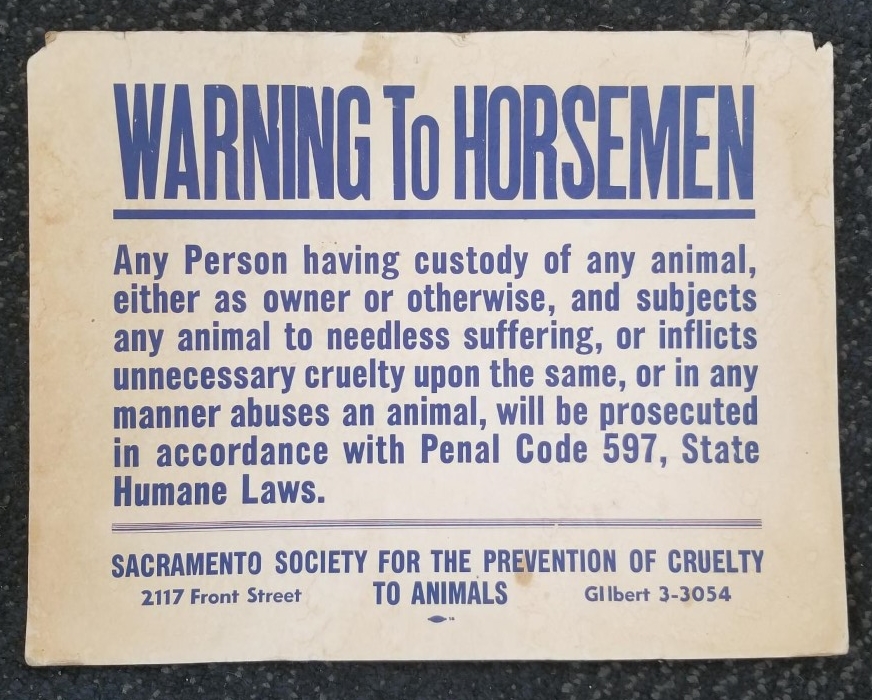 WARNING To HORSEMEN
Any Person having custody of any animal,
either as owner or otherwise, and subjects
any animal to needless suffering, or inflicts
unnecessary cruelty upon the same, or in any
manner abuses an animal, will be prosecuted
in accordance with Penal Code 597, State
Humane Laws.
SACRAMENTO SOCIETY FOR THE PREVENTION OF CRUELTY
2117 Front Street TO ANIMALS GIlbert 3-3054